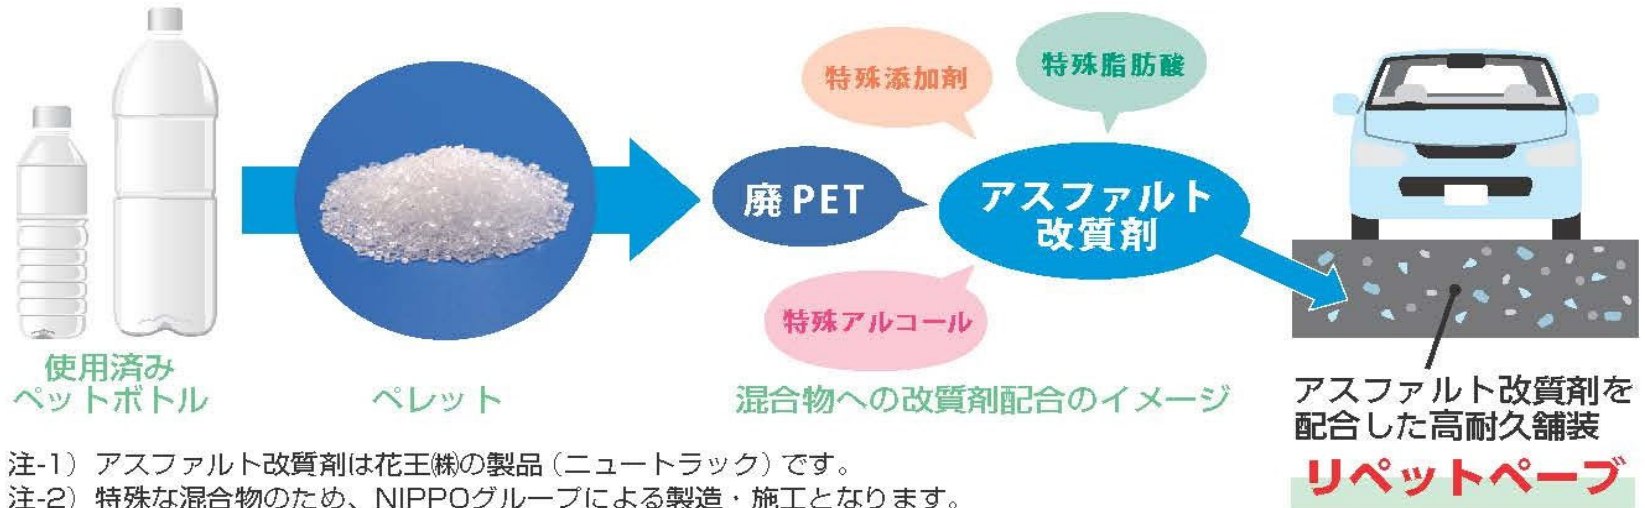 特殊添加剤
特殊脂肪酸
廃PET
アスファルト
改質剤
特殊アルコール
使用済み
ペットボトル
ペレット
混合物への改質剤配合のイメージ
アスファルト改質剤を
配合した高耐久舗装
リペットペーブ
注-1）アスファルト改質剤は花王㈱の製品（ニュートラック）です。
注-2）特殊な混合物のため、NIPPOグループによる製造・施工となります。